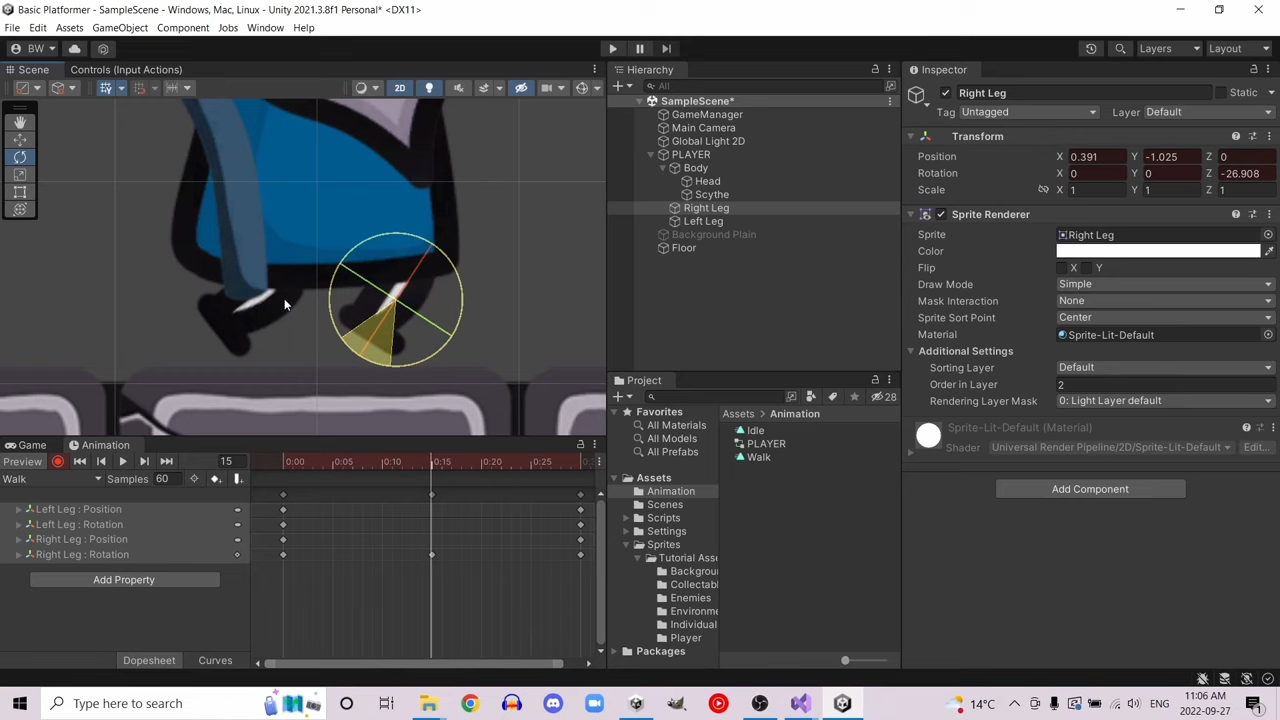 Basic Platformer - SampleScene - Windows, Mac, Linux - Unity 2021.3.8f1 Personal* <DX11>
File Edit Assets GameObject Component Jobs Window Help
BW
Layers Layout
Scene Controls (Input Actions)
2D
Hierarchy
All
SampleScene*
GameManager
Main Camera
Global Light 2D
PLAYER
Body
Head
Scythe
Right Leg
Left Leg
Background Plain
Floor
Inspector
Right Leg Static
Tag Untagged Layer Default
Transform
Position X 0.391 Y -1.025 Z 0
Rotation X 0 Y 0 Z -26.908
Scale X 1 Y 1 Z 1
Sprite Renderer
Sprite Right Leg
Color
Flip X Y
Draw Mode Simple
Mask Interaction None
Sprite Sort Point Center
Material Sprite-Lit-Default
Additional Settings
Sorting Layer Default
Order in Layer 2
Rendering Layer Mask 0: Light Layer default
Sprite-Lit-Default (Material)
Shader Universal Render Pipeline/2D/Sprite-Lit-Default Edit...
Add Component
Project
28
Favorites
All Materials
All Models
All Prefabs
Assets
Animation
Scenes
Scripts
Settings
Sprites
Tutorial Asse
Backgrou
Collectab
Enemies
Environme
Individual
Player
Packages
Assets > Animation
Idle
PLAYER
Walk
Game Animation
Preview 15
0:00 0:05 0:10 0:15 0:20 0:25
Walk Samples 60
Left Leg : Position
Left Leg : Rotation
Right Leg : Position
Right Leg : Rotation
Add Property
Dopesheet Curves
Type here to search
14°C
ENG
11:06 AM
2022-09-27